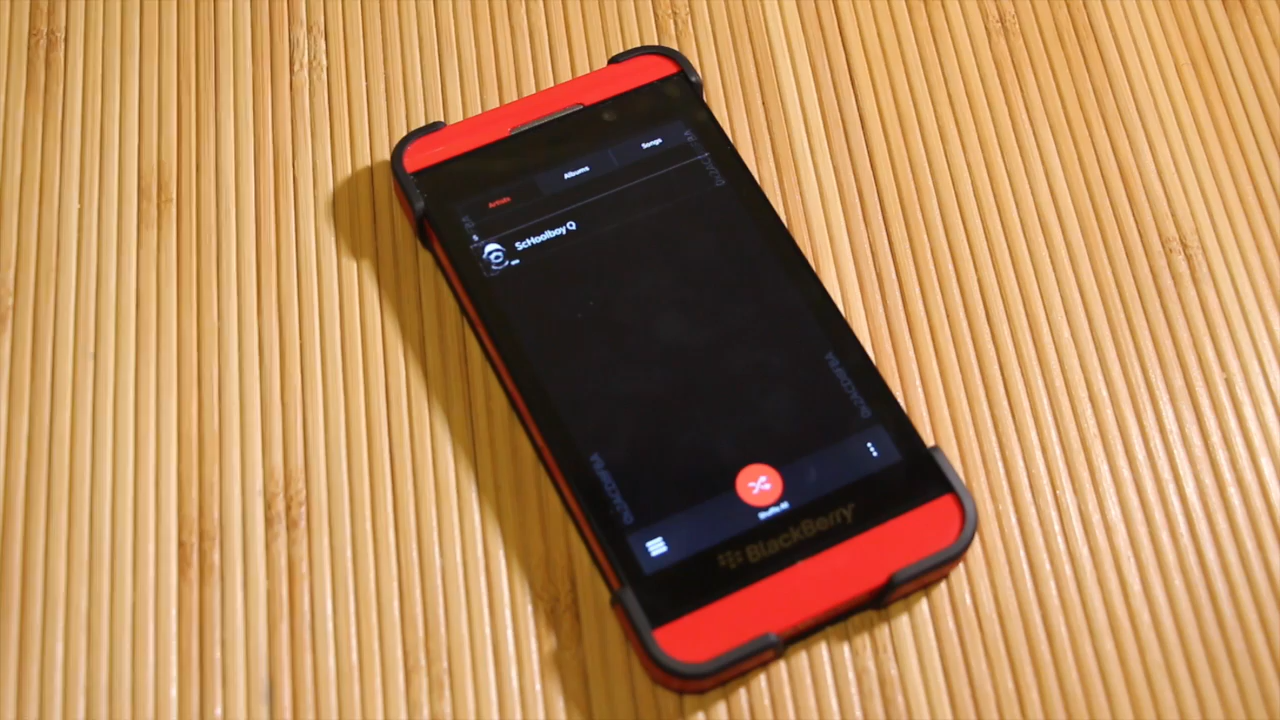 Artists
Albums
Songs
ScHoolboy Q
Shuffle All
BlackBerry